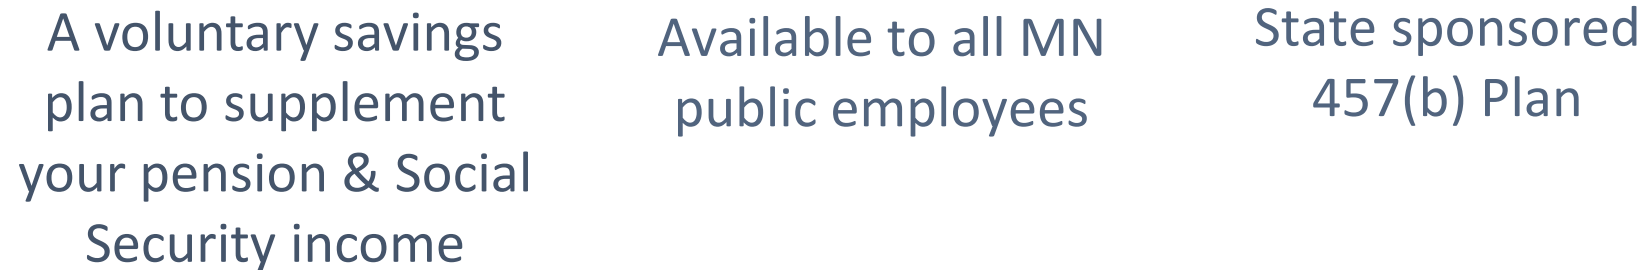 A voluntary savings
plan to supplement
your pension & Social
Security income
Available to all MN
public employees
State sponsored
457(b) Plan